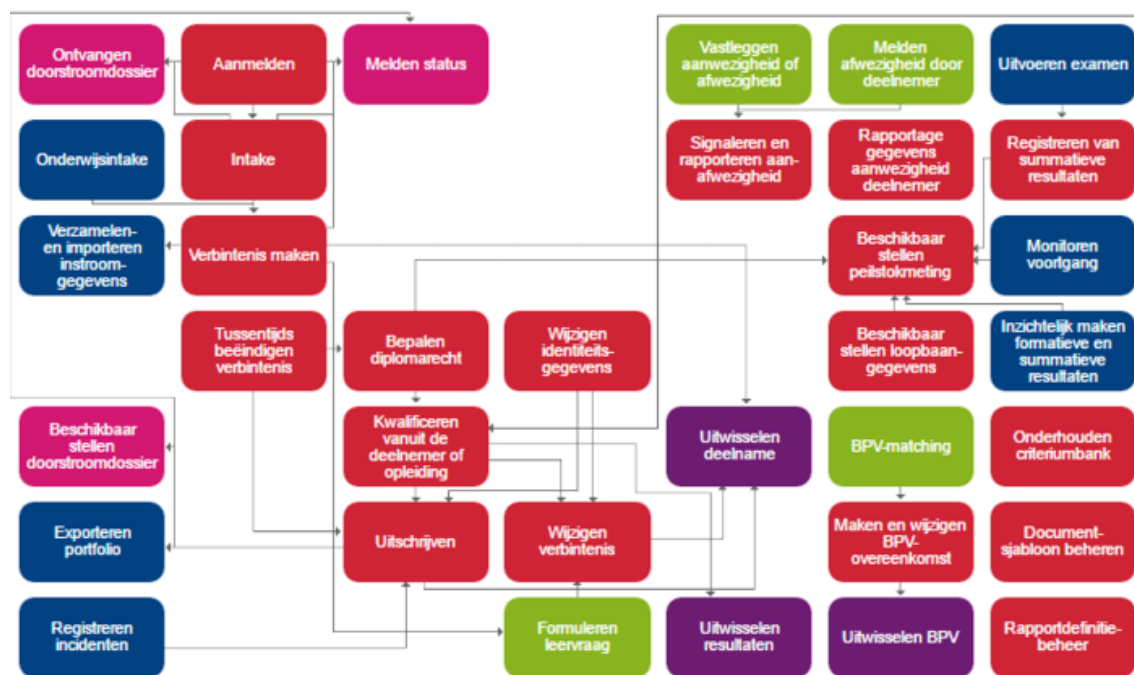 Ontvangen
doorstroomdossier
Aanmelden
Melden status
Vastleggen
aanwezigheid of
afwezigheid
Melden
afwezigheid door
deelnemer
Uitvoeren examen
Onderwijsintake
Intake
Signaleren en
rapporteren aan-
afwezigheid
Rapportage
gegevens
aanwezigheid
deelnemer
Registreren van
summatieve
resultaten
Verzamelen-
en importeren
instroom-
gegevens
Verbintenis maken
Beschikbaar
stellen
peilstokmeting
Monitoren
voortgang
Tussentijds
beëindigen
verbintenis
Bepalen
diplomarecht
Wijzigen
identiteits-
gegevens
Beschikbaar
stellen loopbaan-
gegevens
Inzichtelijk maken
formatieve en
summatieve
resultaten
Beschikbaar
stellen
doorstroomdossier
Kwalificeren
vanuit de
deelnemer of
opleiding
Uitwisselen
deelname
BPV-matching
Onderhouden
criteriumbank
Exporteren
portfolio
Uitschrijven
Wijzigen
verbintenis
Maken en wijzigen
BPV-
overeenkomst
Document-
sjabloon beheren
Registreren
incidenten
Formuleren
leervraag
Uitwisselen
resultaten
Uitwisselen BPV
Rapportdefinitie-
beheer